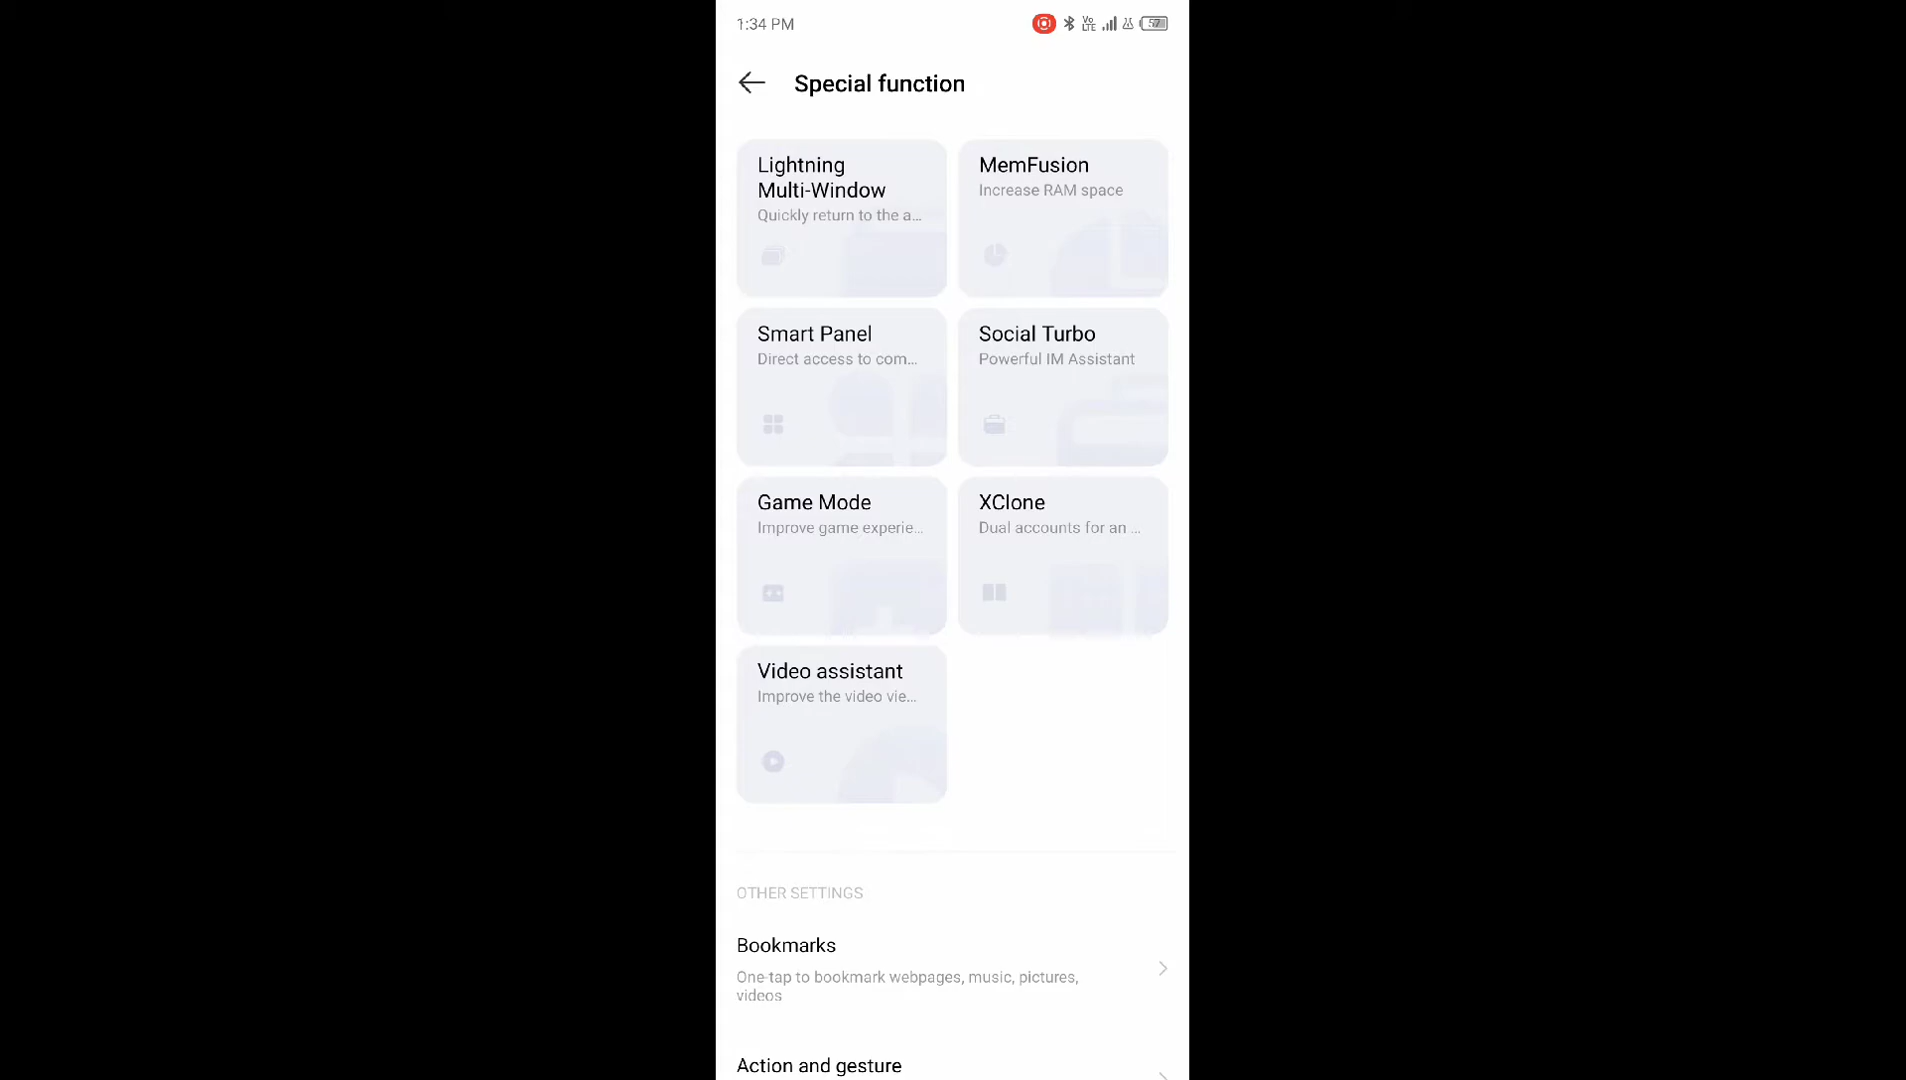 1:34 PM
Vo
LTE
57
Special function
Lightning
Multi-Window
Quickly return to the a...
MemFusion
Increase RAM space
Smart Panel
Direct access to com...
Social Turbo
Powerful IM Assistant
Game Mode
Improve game experie...
XClone
Dual accounts for an ...
Video assistant
Improve the video vie...
OTHER SETTINGS
Bookmarks
One-tap to bookmark webpages, music, pictures,
videos
Action and gesture